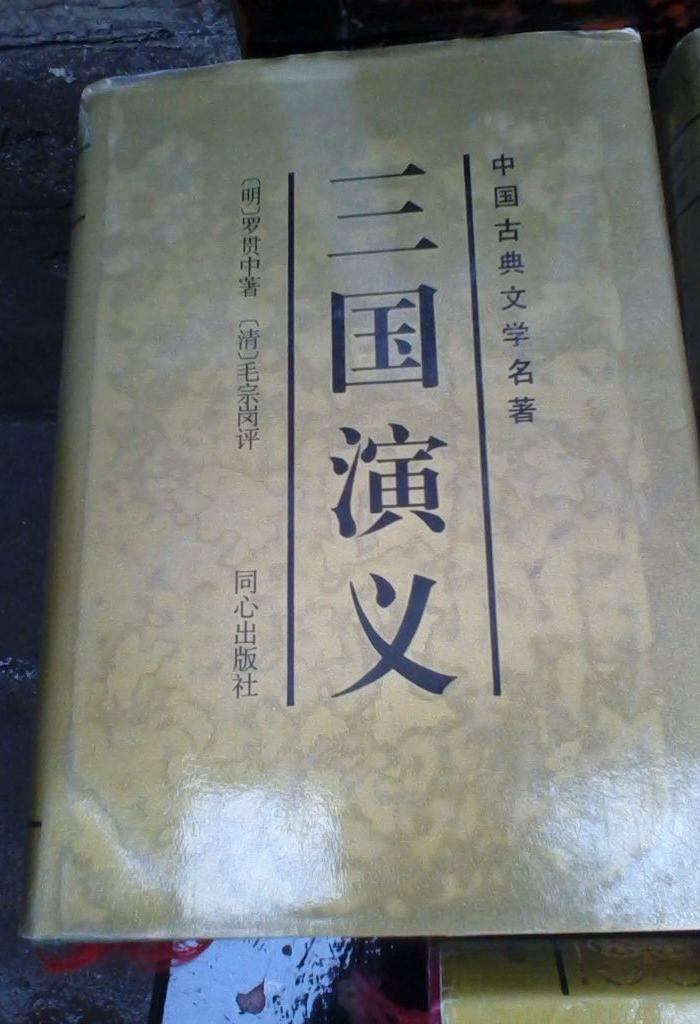 中国古典文学名著
三国演义
〔明〕罗贯中著 〔清〕毛宗岗评
同心出版社